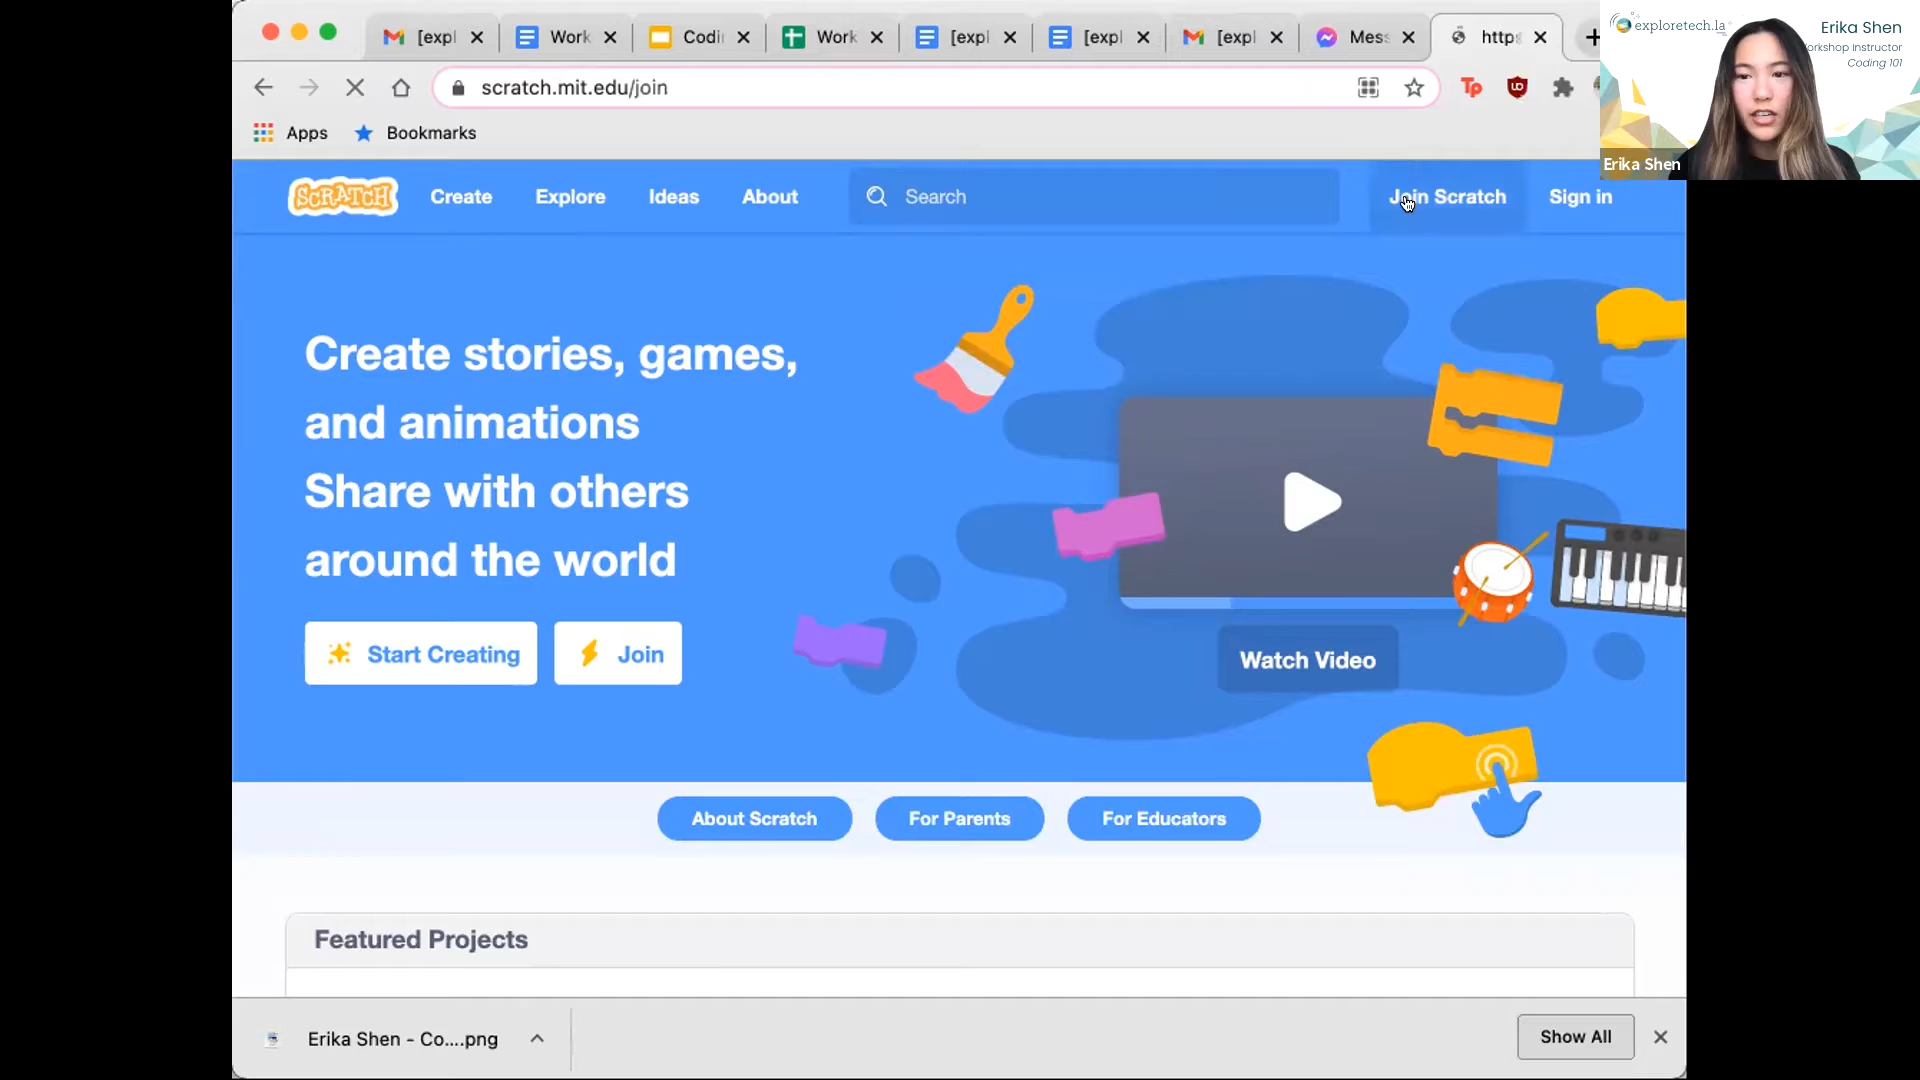 [expl
Work
Codi
Work
[expl
[expl
[expl
Mess
https
exploretech.la
Erika Shen
Workshop Instructor
Coding 101
Erika Shen
scratch.mit.edu/join
Tp
Apps
Bookmarks
SCRATCH
Create
Explore
Ideas
About
Search
Join Scratch
Sign in
Create stories, games,
and animations
Share with others
around the world
Start Creating
Join
Watch Video
About Scratch
For Parents
For Educators
Featured Projects
Erika Shen - Co....png
Show All